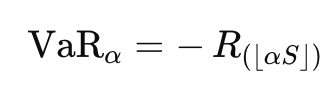 VaR_α = − R_(⌊αS⌋)